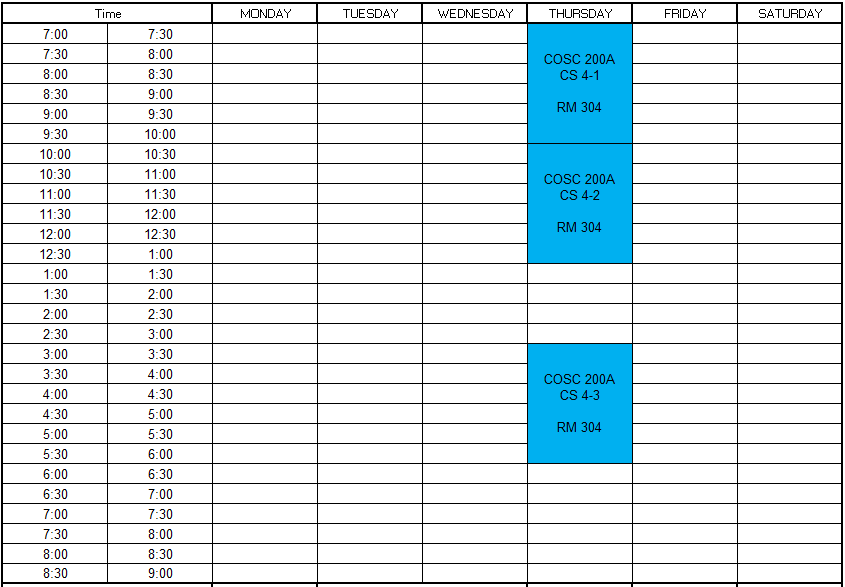 Time MONDAY TUESDAY WEDNESDAY THURSDAY FRIDAY SATURDAY
7:00 7:30
7:30 8:00
COSC 200A
8:00 8:30
CS 4-1
8:30 9:00
9:00 9:30
RM 304
9:30 10:00
10:00 10:30
10:30 11:00
COSC 200A
11:00 11:30
CS 4-2
11:30 12:00
12:00 12:30
RM 304
12:30 1:00
1:00 1:30
1:30 2:00
2:00 2:30
2:30 3:00
3:00 3:30
3:30 4:00
COSC 200A
4:00 4:30
CS 4-3
4:30 5:00
5:00 5:30
RM 304
5:30 6:00
6:00 6:30
6:30 7:00
7:00 7:30
7:30 8:00
8:00 8:30
8:30 9:00